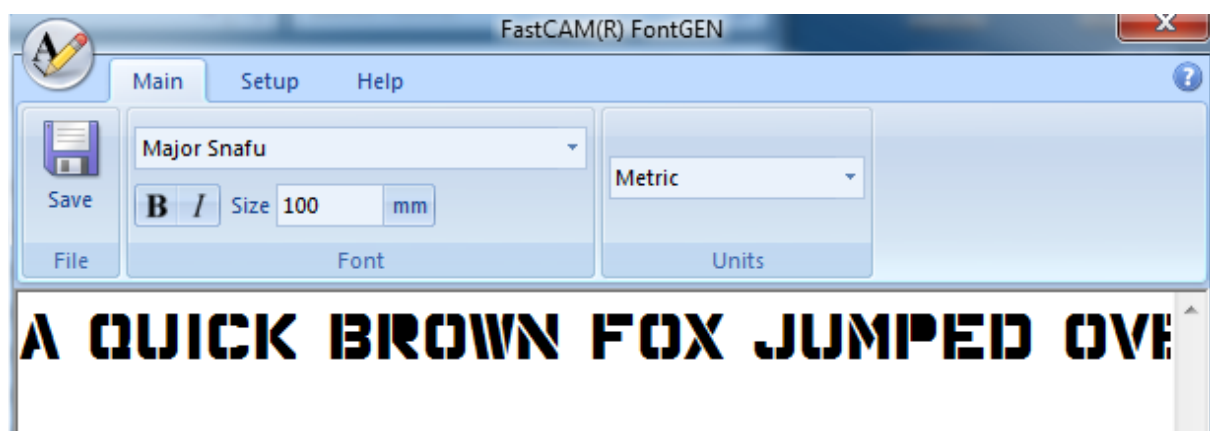 FastCAM(R) FontGEN
Main Setup Help
Major Snafu
Metric
Save B I Size 100 mm
File Font Units
A QUICK BROWN FOX JUMPED OVE